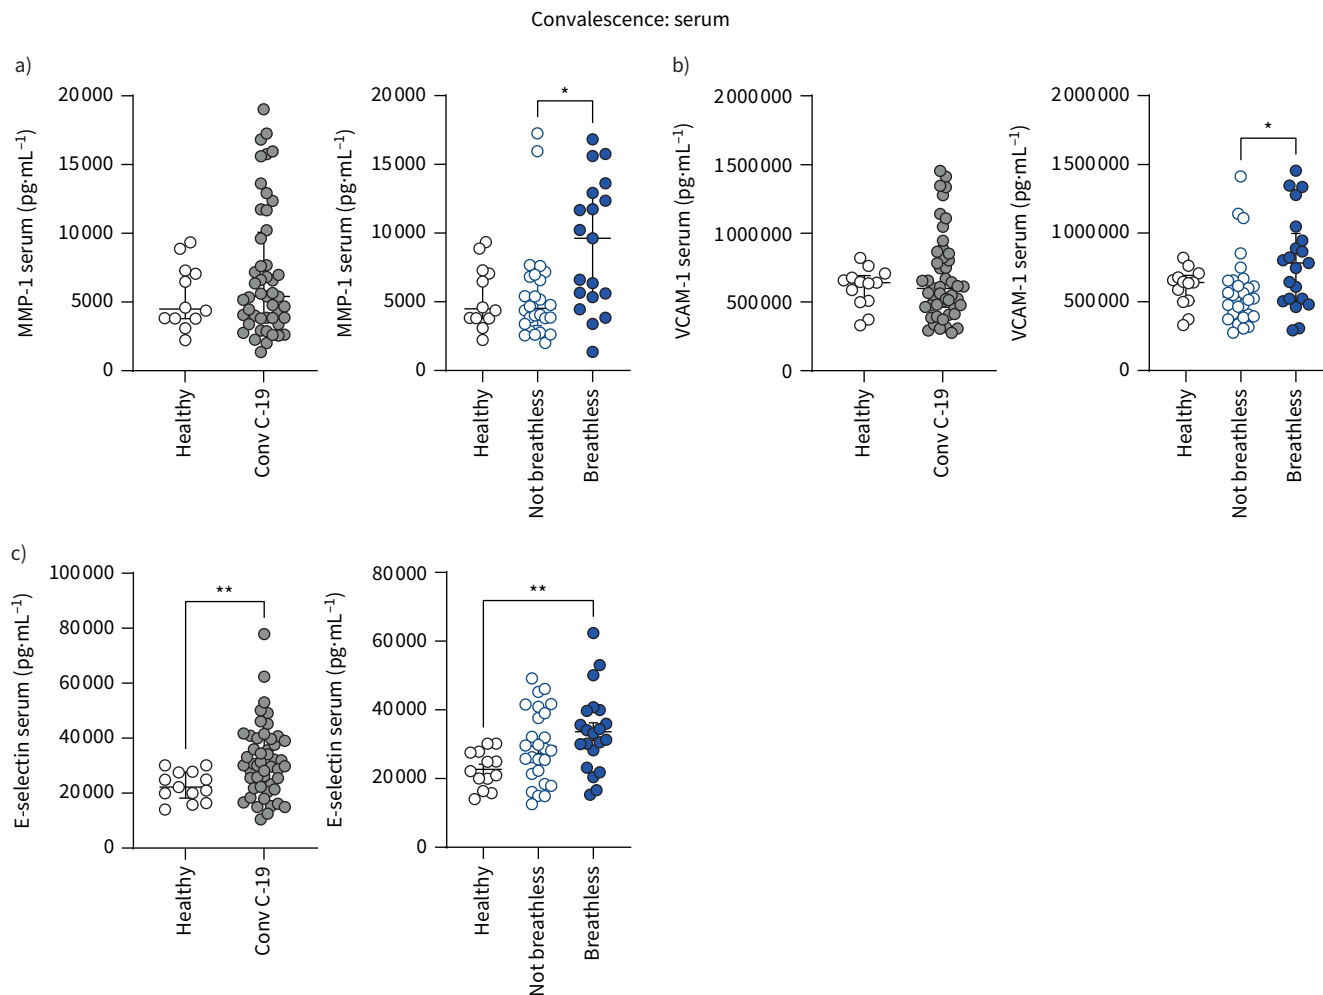 Convalescence: serum
a)
MMP-1 serum (pg·mL⁻¹)
20000
15000
10000
5000
0
Healthy
Conv C-19
MMP-1 serum (pg·mL⁻¹)
20000
15000
10000
5000
0
*
Healthy
Not breathless
Breathless
b)
VCAM-1 serum (pg·mL⁻¹)
2000000
1500000
1000000
500000
0
Healthy
Conv C-19
VCAM-1 serum (pg·mL⁻¹)
2000000
1500000
1000000
500000
0
*
Healthy
Not breathless
Breathless
c)
E-selectin serum (pg·mL⁻¹)
100000
80000
60000
40000
20000
0
**
Healthy
Conv C-19
E-selectin serum (pg·mL⁻¹)
80000
60000
40000
20000
0
**
Healthy
Not breathless
Breathless